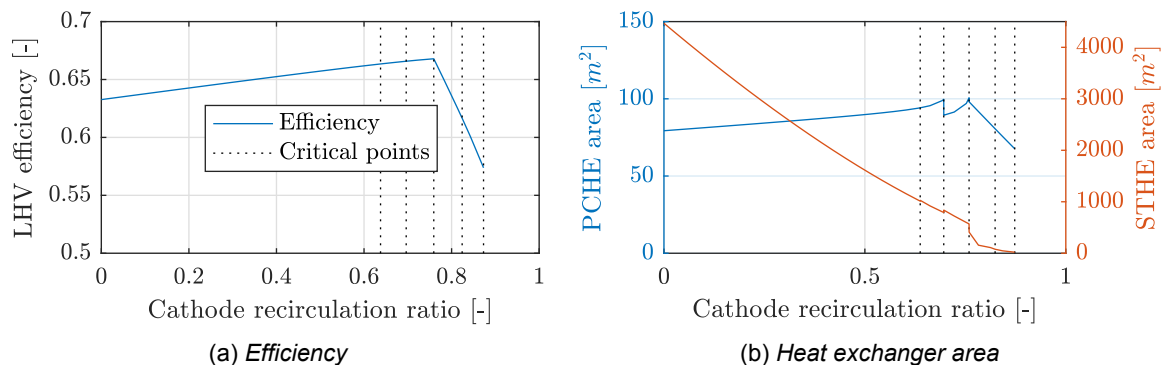 0.7
0.65
0.6
0.55
0.5
LHV efficiency [-]
Efficiency
Critical points
0
0.2
0.4
0.6
0.8
1
Cathode recirculation ratio [-]
(a) Efficiency
150
100
50
0
PCHE area [m²]
4000
3000
2000
1000
0
STHE area [m²]
0
0.5
1
Cathode recirculation ratio [-]
(b) Heat exchanger area